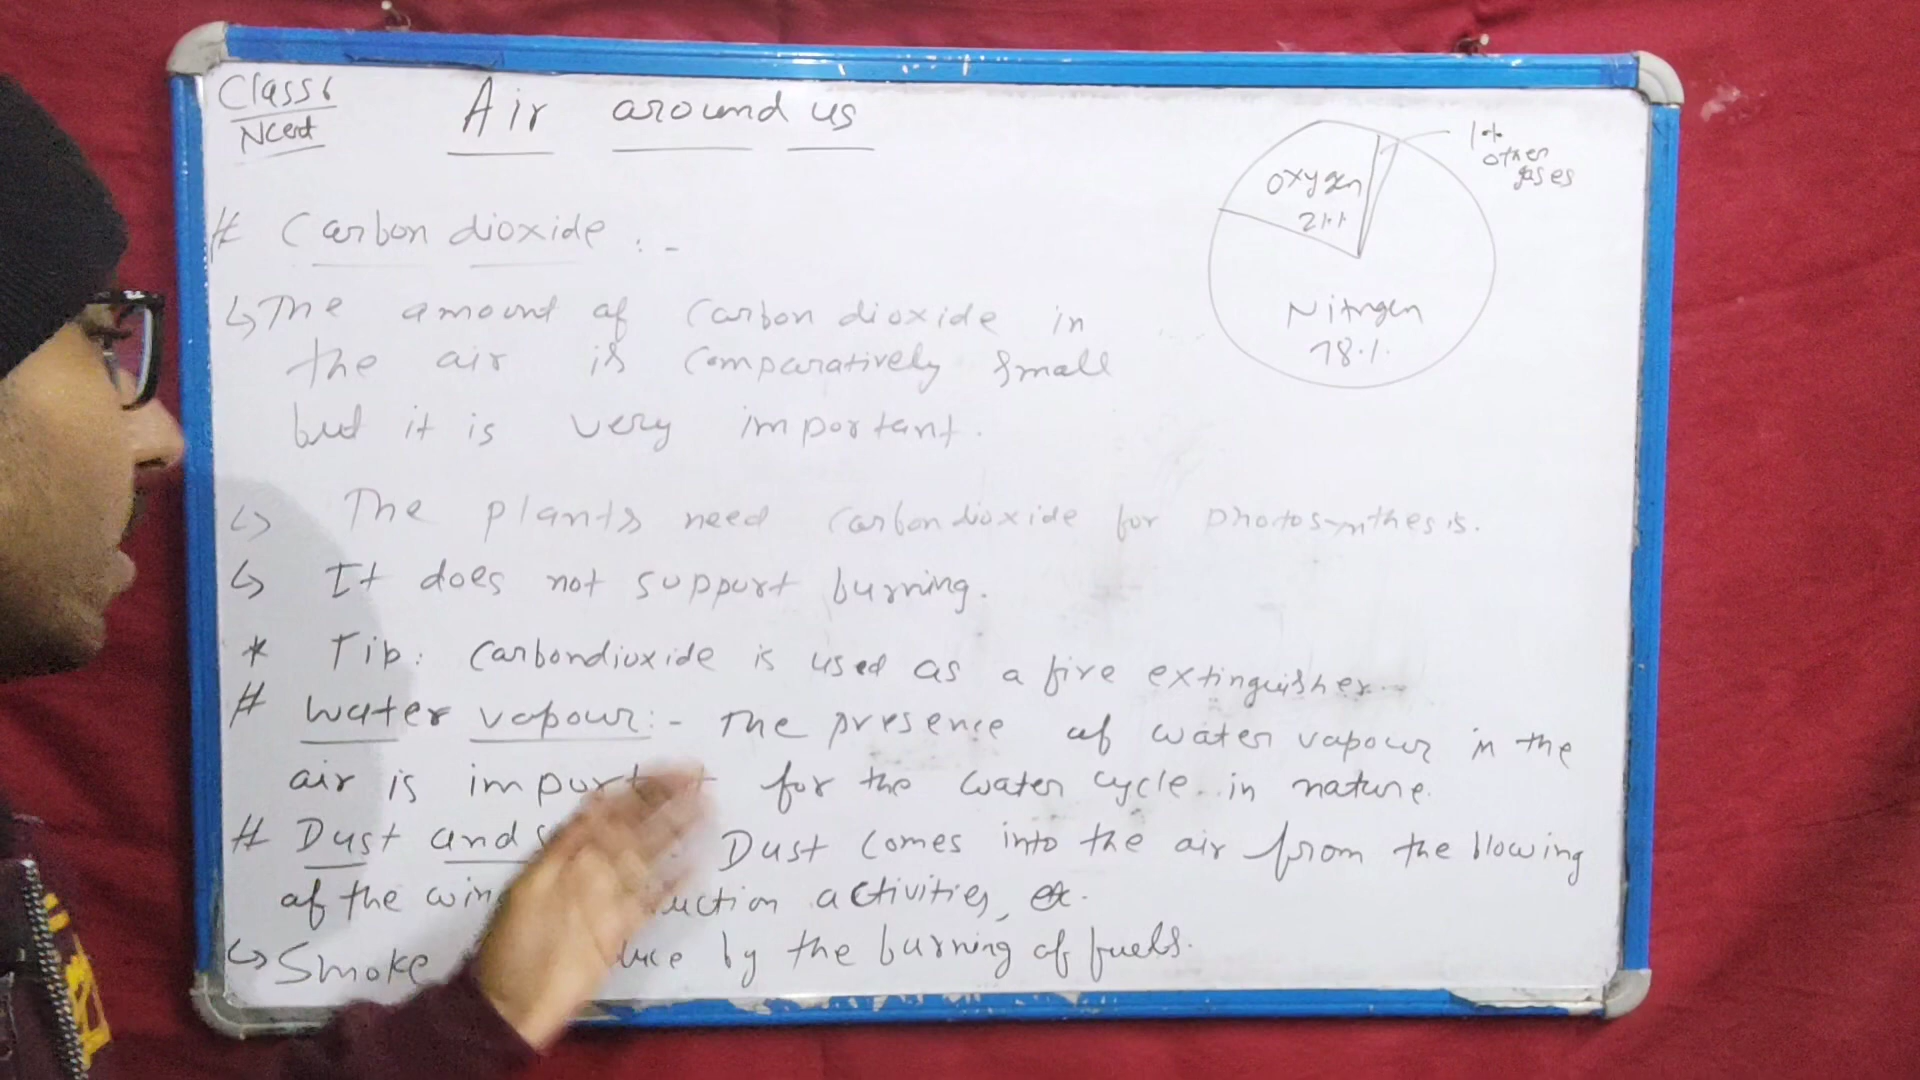 Class 6
Ncert
Air around us
1%
other
gases
oxygen
21%
Nitrogen
78%
# Carbon dioxide :-
↳ The amount of carbon dioxide in
the air is comparatively small
but it is very important.
↳ The plants need carbondioxide for photosynthesis.
↳ It does not support burning.
* Tip: Carbondioxide is used as a fire extinguisher.
# Water vapour :- The presence of water vapour in the
air is important for the water cycle in nature.
# Dust and Dust comes into the air from the blowing
of the activities, etc.
↳ Smoke by the burning of fuels.